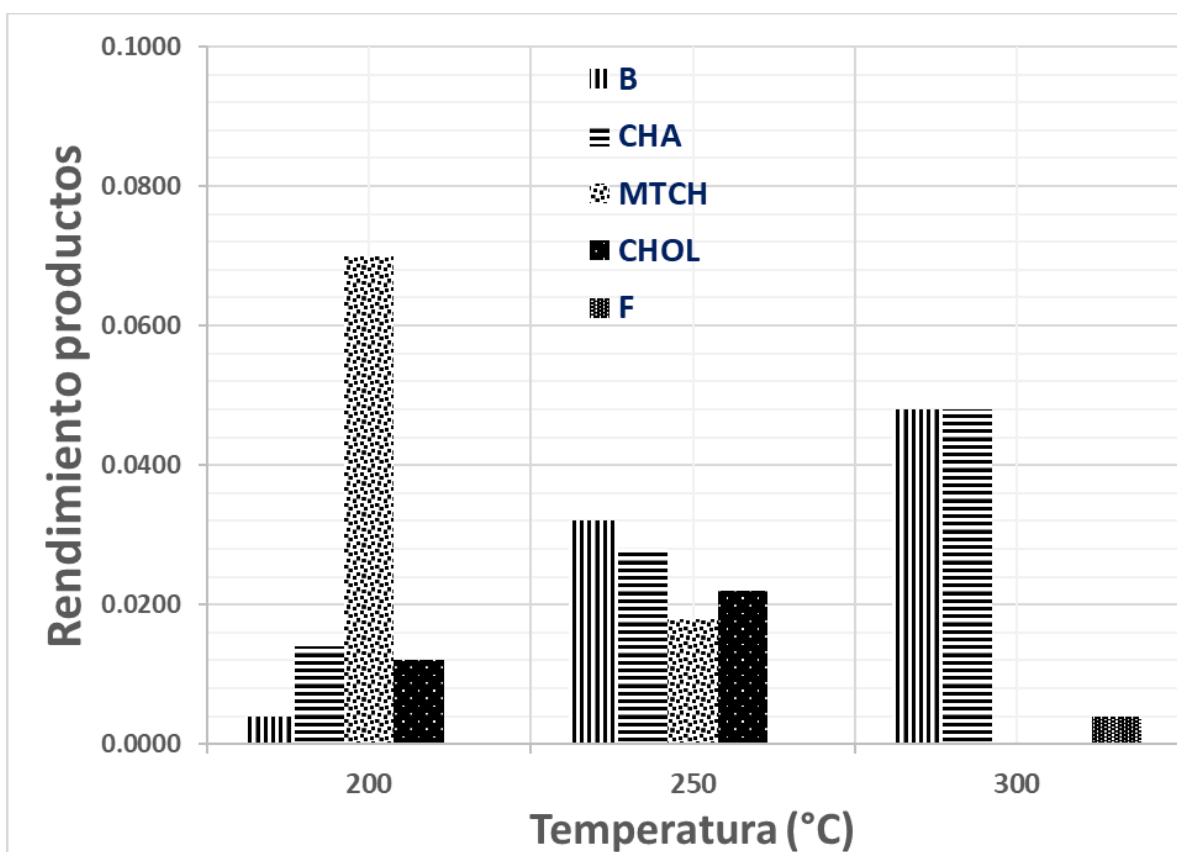 0.1000
0.0800
0.0600
0.0400
0.0200
0.0000
Rendimiento productos
B
CHA
MTCH
CHOL
F
200 250 300
Temperatura (°C)